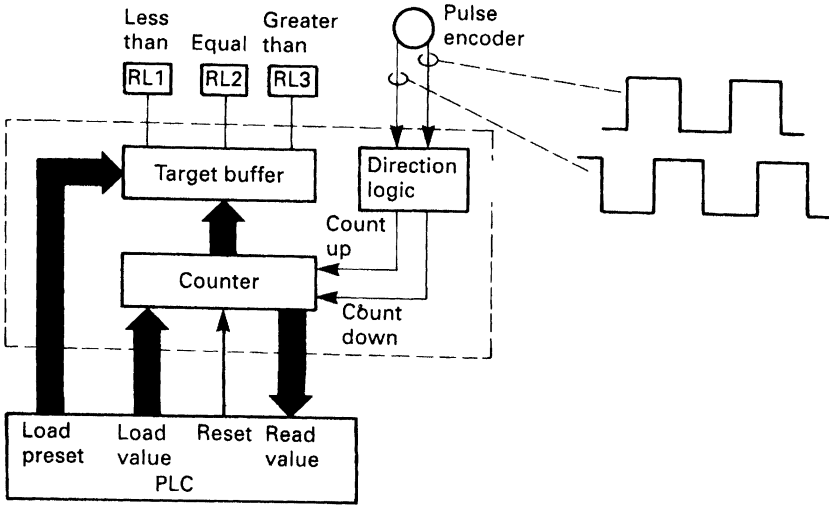 Less
than
Equal
Greater
than
Pulse
encoder
RL1
RL2
RL3
Target buffer
Direction
logic
Count
up
Counter
Count
down
Load
preset
Load
value
Reset
Read
value
PLC